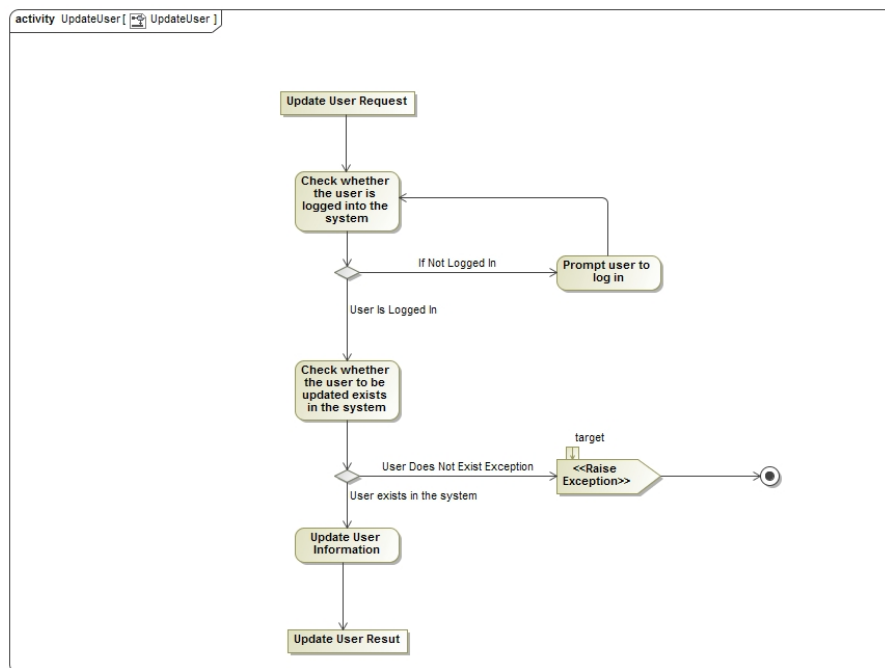 activity UpdateUser [ UpdateUser ]
Update User Request
Check whether
the user is
logged into the
system
If Not Logged In
Prompt user to
log in
User Is Logged In
Check whether
the user to be
updated exists
in the system
target
User Does Not Exist Exception
<<Raise
Exception>>
User exists in the system
Update User
Information
Update User Resut